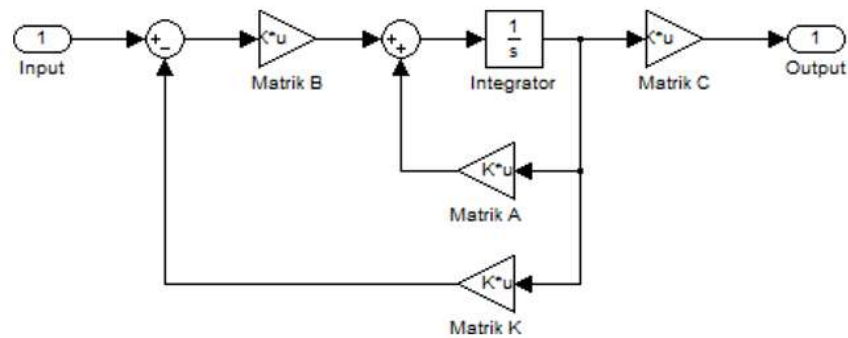 1
Input
+
−
K*u
Matrik B
+
+
1
s
Integrator
K*u
Matrik C
1
Output
K*u
Matrik A
K*u
Matrik K